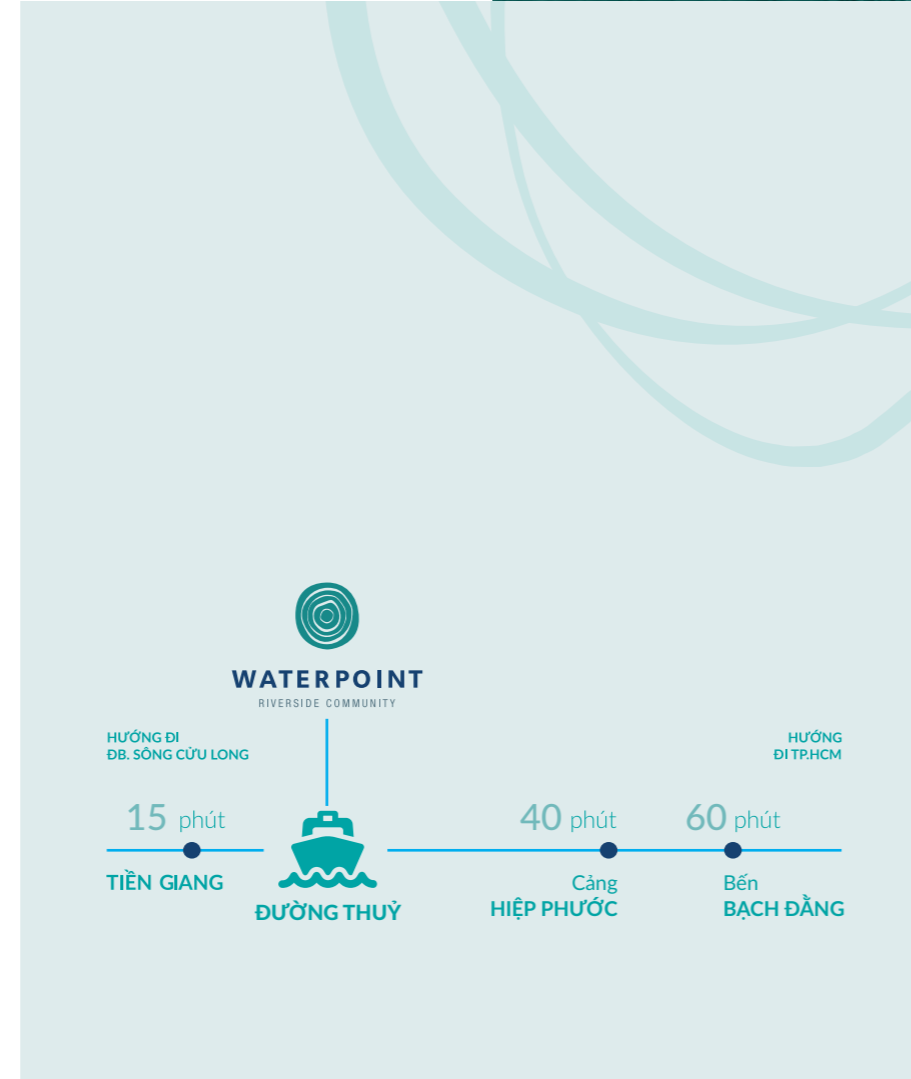 WATERPOINT
RIVERSIDE COMMUNITY
HƯỚNG ĐI
ĐB. SÔNG CỬU LONG
HƯỚNG
ĐI TP.HCM
15 phút
40 phút
60 phút
TIỀN GIANG
ĐƯỜNG THUỶ
Cảng
HIỆP PHƯỚC
Bến
BẠCH ĐẰNG